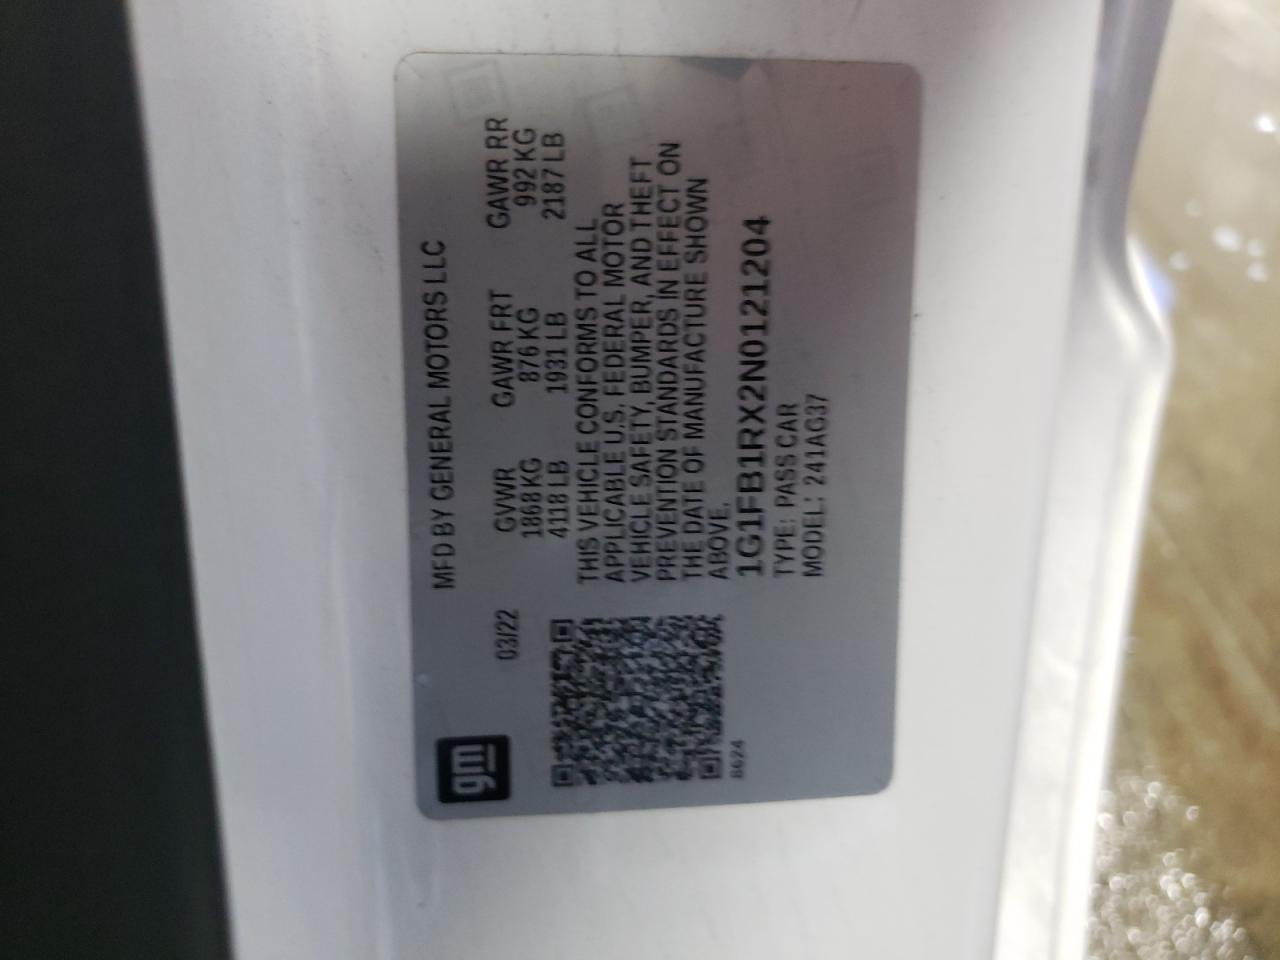 gm
MFD BY GENERAL MOTORS LLC
03/22 GVWR GAWR FRT GAWR RR
1868 KG 876 KG 992 KG
4118 LB 1931 LB 2187 LB
THIS VEHICLE CONFORMS TO ALL
APPLICABLE U.S. FEDERAL MOTOR
VEHICLE SAFETY, BUMPER, AND THEFT
PREVENTION STANDARDS IN EFFECT ON
THE DATE OF MANUFACTURE SHOWN
ABOVE.
1G1FB1RX2N0121204
TYPE: PASS CAR
MODEL: 241AG37
8624